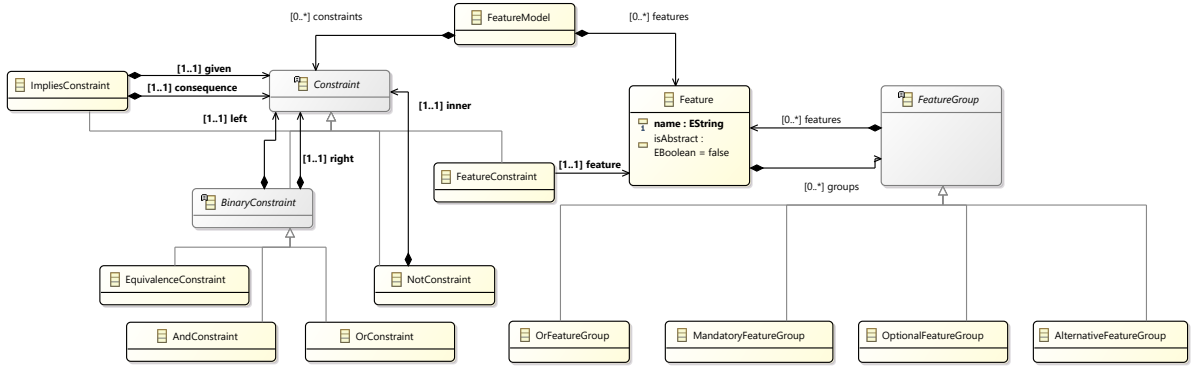 [0..*] constraints
FeatureModel
[0..*] features
ImpliesConstraint
[1..1] given
[1..1] consequence
Constraint
[1..1] left
[1..1] inner
Feature
name : EString
isAbstract :
EBoolean = false
[0..*] features
FeatureGroup
[1..1] right
FeatureConstraint
[1..1] feature
[0..*] groups
BinaryConstraint
EquivalenceConstraint
NotConstraint
AndConstraint
OrConstraint
OrFeatureGroup
MandatoryFeatureGroup
OptionalFeatureGroup
AlternativeFeatureGroup